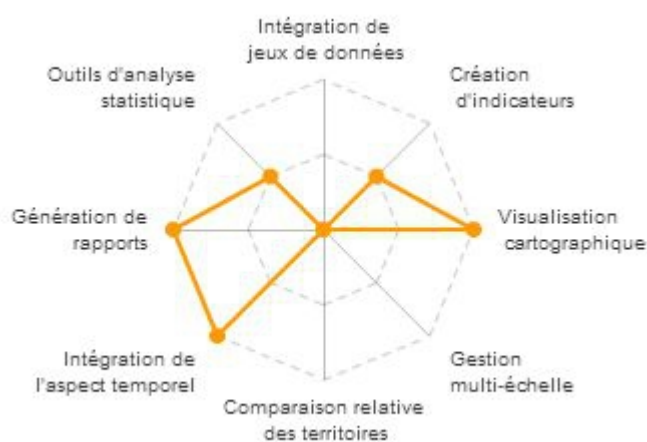 Intégration de
jeux de données
Création
d'indicateurs
Visualisation
cartographique
Gestion
multi-échelle
Comparaison relative
des territoires
Intégration de
l'aspect temporel
Génération de
rapports
Outils d'analyse
statistique